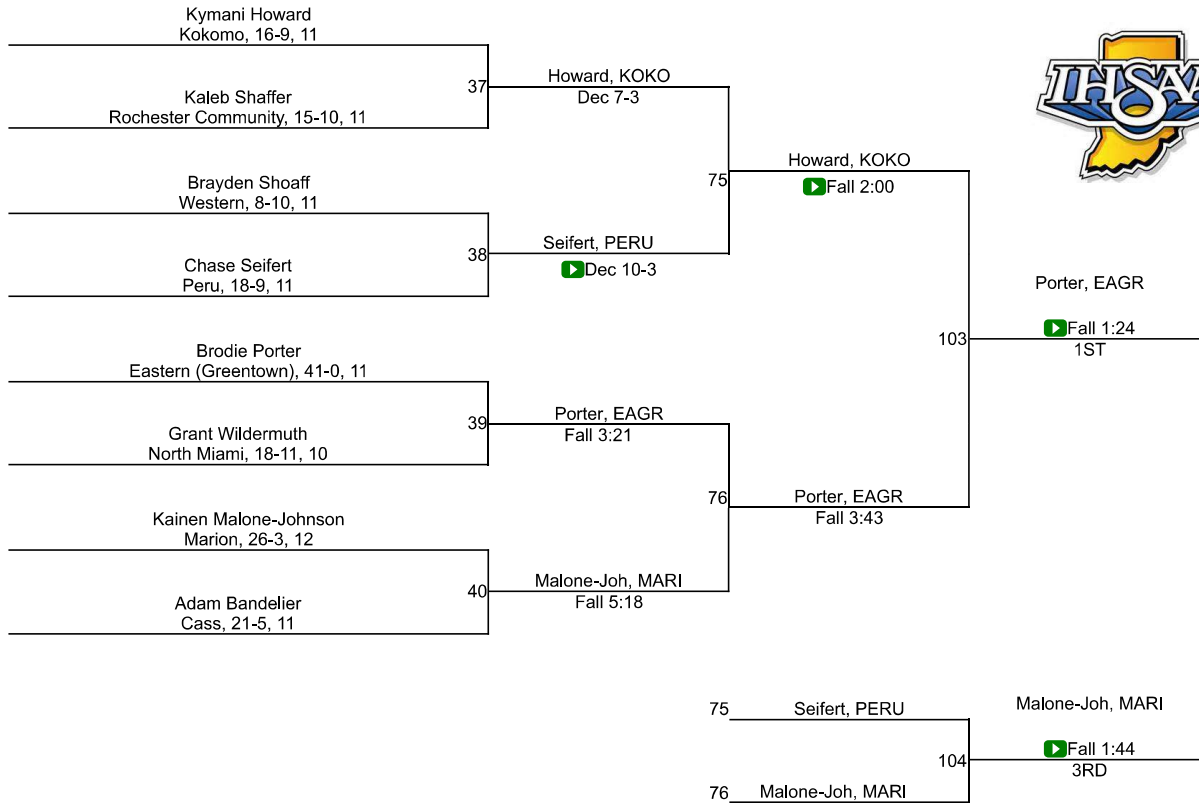 Kymani Howard
Kokomo, 16-9, 11
Kaleb Shaffer
Rochester Community, 15-10, 11
37
Howard, KOKO
Dec 7-3
Brayden Shoaff
Western, 8-10, 11
Chase Seifert
Peru, 18-9, 11
38
Seifert, PERU
Dec 10-3
75
Howard, KOKO
Fall 2:00
Brodie Porter
Eastern (Greentown), 41-0, 11
Grant Wildermuth
North Miami, 18-11, 10
39
Porter, EAGR
Fall 3:21
Kainen Malone-Johnson
Marion, 26-3, 12
Adam Bandelier
Cass, 21-5, 11
40
Malone-Joh, MARI
Fall 5:18
76
Porter, EAGR
Fall 3:43
103
Porter, EAGR
Fall 1:24
1ST
IHSAA
75
Seifert, PERU
76
Malone-Joh, MARI
104
Malone-Joh, MARI
Fall 1:44
3RD